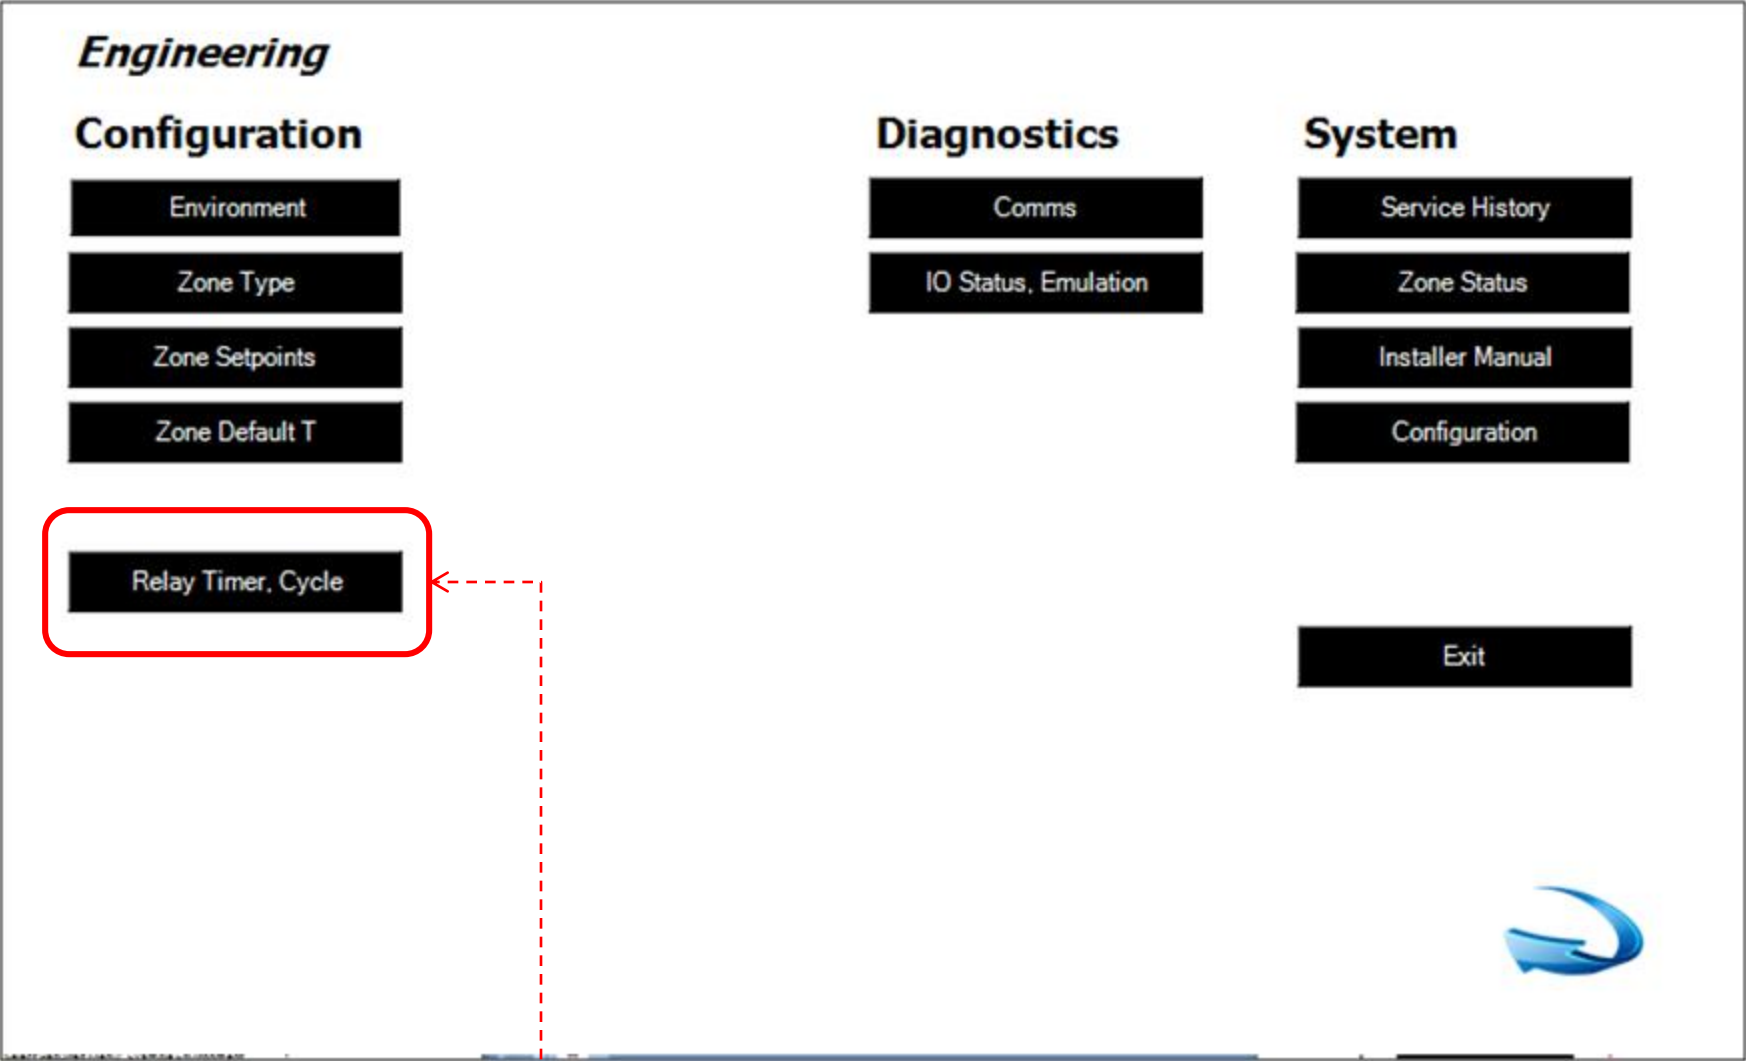 Engineering
Configuration
Environment
Zone Type
Zone Setpoints
Zone Default T
Relay Timer, Cycle
Diagnostics
Comms
IO Status, Emulation
System
Service History
Zone Status
Installer Manual
Configuration
Exit